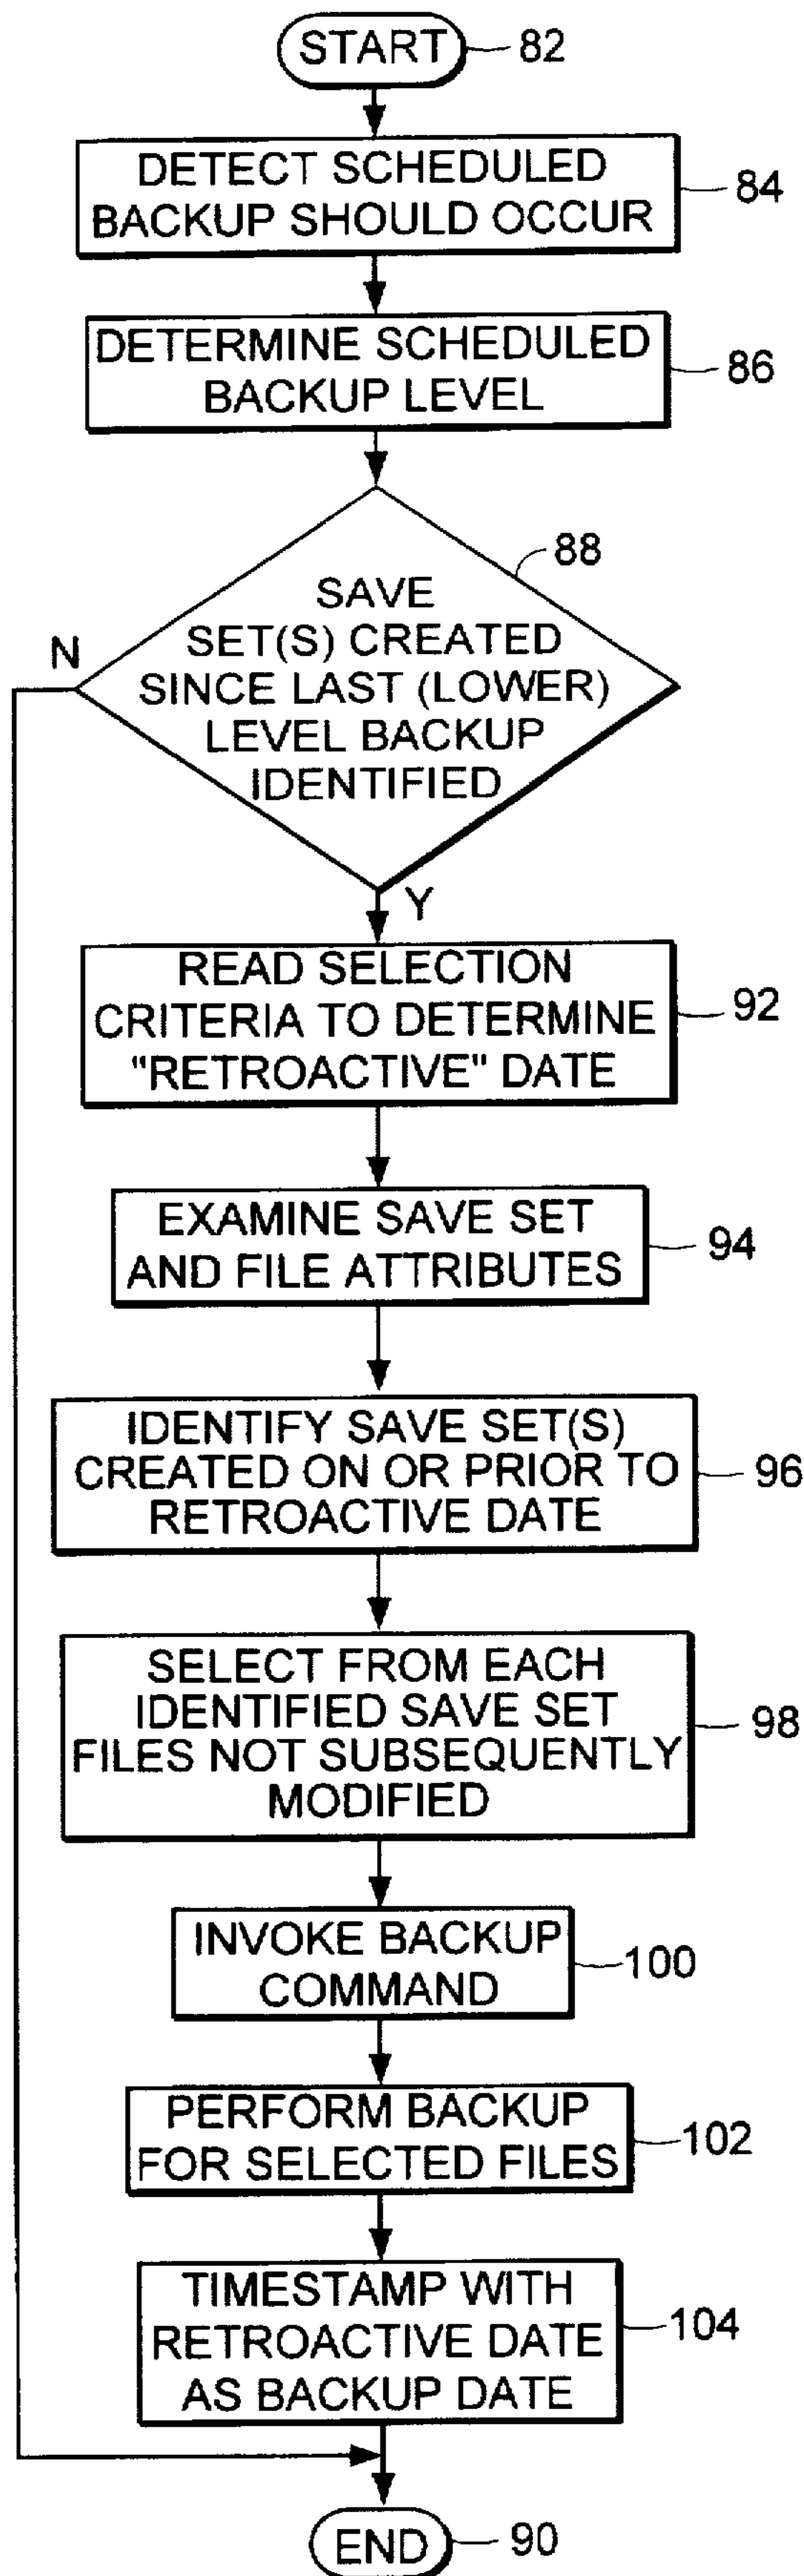 START 82
DETECT SCHEDULED
BACKUP SHOULD OCCUR 84
DETERMINE SCHEDULED
BACKUP LEVEL 86
88
SAVE
SET(S) CREATED
SINCE LAST (LOWER)
LEVEL BACKUP
IDENTIFIED
N
Y
READ SELECTION
CRITERIA TO DETERMINE
"RETROACTIVE" DATE
92
EXAMINE SAVE SET
AND FILE ATTRIBUTES
94
IDENTIFY SAVE SET(S)
CREATED ON OR PRIOR TO
RETROACTIVE DATE
96
SELECT FROM EACH
IDENTIFIED SAVE SET
FILES NOT SUBSEQUENTLY
MODIFIED
98
INVOKE BACKUP
COMMAND
100
PERFORM BACKUP
FOR SELECTED FILES
102
TIMESTAMP WITH
RETROACTIVE DATE
AS BACKUP DATE
104
END 90